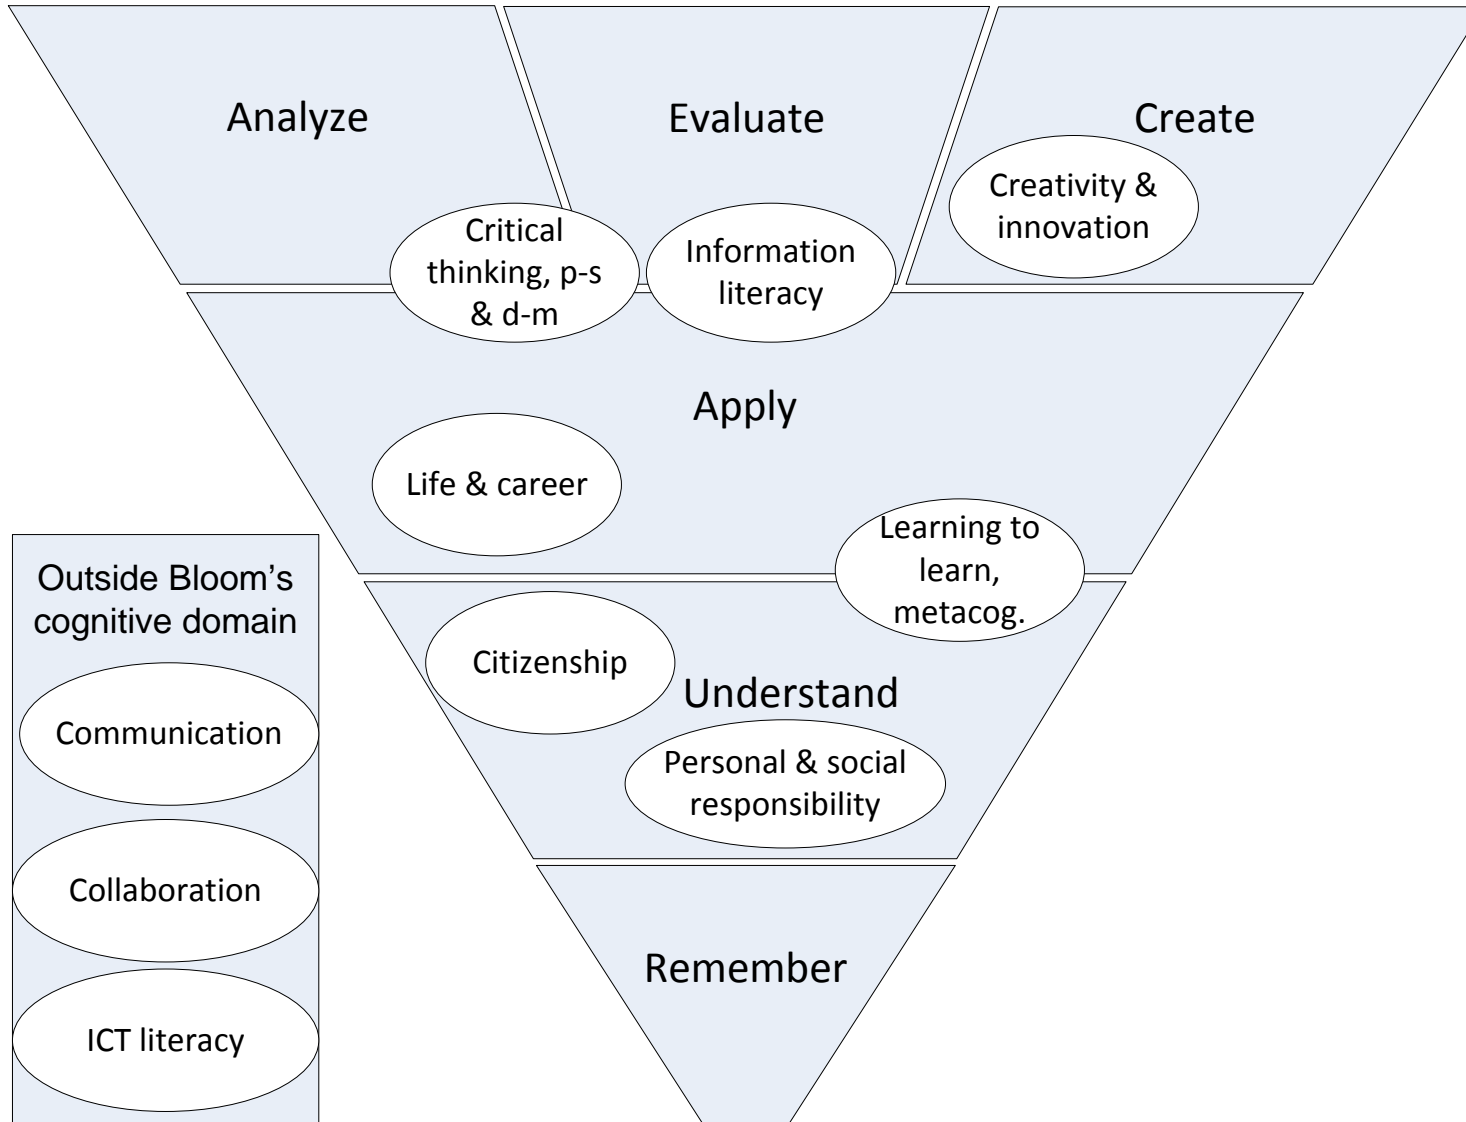 Analyze
Evaluate
Create
Creativity &
innovation
Critical
thinking, p-s
& d-m
Information
literacy
Apply
Life & career
Learning to
learn,
metacog.
Citizenship
Understand
Personal & social
responsibility
Remember
Outside Bloom’s
cognitive domain
Communication
Collaboration
ICT literacy